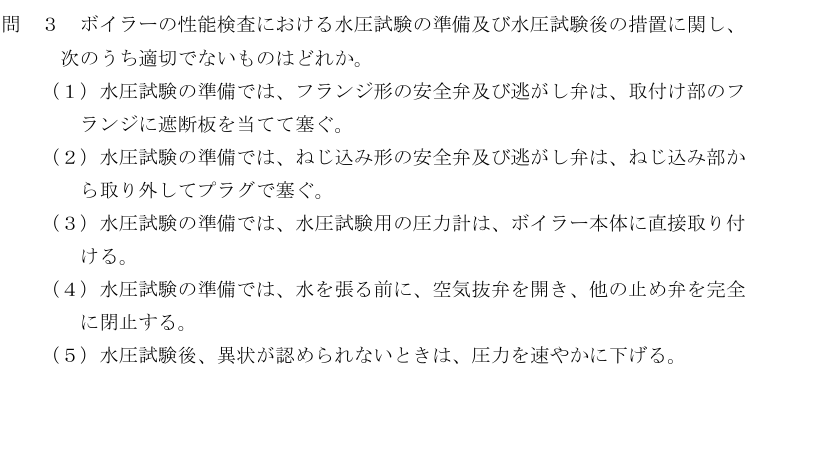 問　３　ボイラーの性能検査における水圧試験の準備及び水圧試験後の措置に関し、
次のうち適切でないものはどれか。
（１）水圧試験の準備では、フランジ形の安全弁及び逃がし弁は、取付け部のフ
ランジに遮断板を当てて塞ぐ。
（２）水圧試験の準備では、ねじ込み形の安全弁及び逃がし弁は、ねじ込み部か
ら取り外してプラグで塞ぐ。
（３）水圧試験の準備では、水圧試験用の圧力計は、ボイラー本体に直接取り付
ける。
（４）水圧試験の準備では、水を張る前に、空気抜弁を開き、他の止め弁を完全
に閉止する。
（５）水圧試験後、異状が認められないときは、圧力を速やかに下げる。